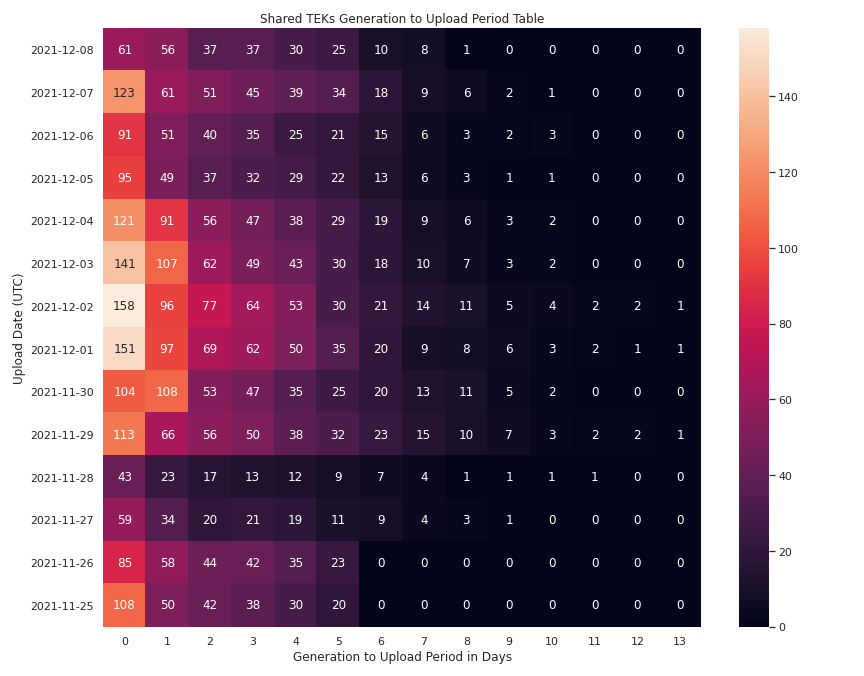 Shared TEKs Generation to Upload Period Table
Upload Date (UTC)
2021-12-08 61 56 37 37 30 25 10 8 1 0 0 0 0 0
2021-12-07 123 61 51 45 39 34 18 9 6 2 1 0 0 0
2021-12-06 91 51 40 35 25 21 15 6 3 2 3 0 0 0
2021-12-05 95 49 37 32 29 22 13 6 3 1 1 0 0 0
2021-12-04 121 91 56 47 38 29 19 9 6 3 2 0 0 0
2021-12-03 141 107 62 49 43 30 18 10 7 3 2 0 0 0
2021-12-02 158 96 77 64 53 30 21 14 11 5 4 2 2 1
2021-12-01 151 97 69 62 50 35 20 9 8 6 3 2 1 1
2021-11-30 104 108 53 47 35 25 20 13 11 5 2 0 0 0
2021-11-29 113 66 56 50 38 32 23 15 10 7 3 2 2 1
2021-11-28 43 23 17 13 12 9 7 4 1 1 1 1 0 0
2021-11-27 59 34 20 21 19 11 9 4 3 1 0 0 0 0
2021-11-26 85 58 44 42 35 23 0 0 0 0 0 0 0 0
2021-11-25 108 50 42 38 30 20 0 0 0 0 0 0 0 0
0 1 2 3 4 5 6 7 8 9 10 11 12 13
Generation to Upload Period in Days
140
120
100
80
60
40
20
0